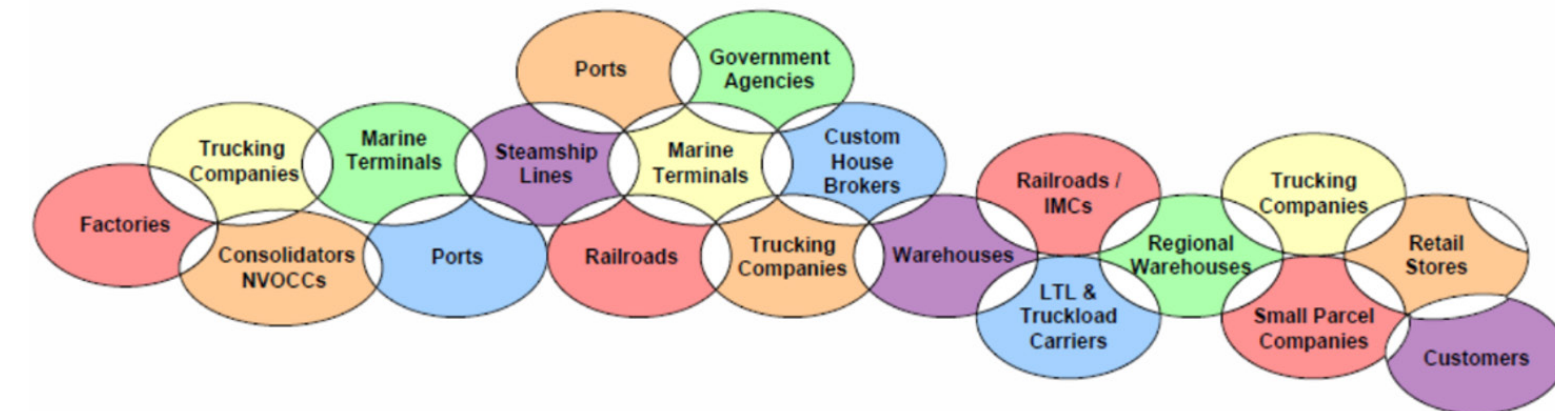 Ports
Government
Agencies
Trucking
Companies
Marine
Terminals
Steamship
Lines
Marine
Terminals
Custom
House
Brokers
Factories
Consolidators
NVOCCs
Ports
Railroads
Trucking
Companies
Warehouses
Railroads /
IMCs
LTL &
Truckload
Carriers
Regional
Warehouses
Trucking
Companies
Small Parcel
Companies
Retail
Stores
Customers